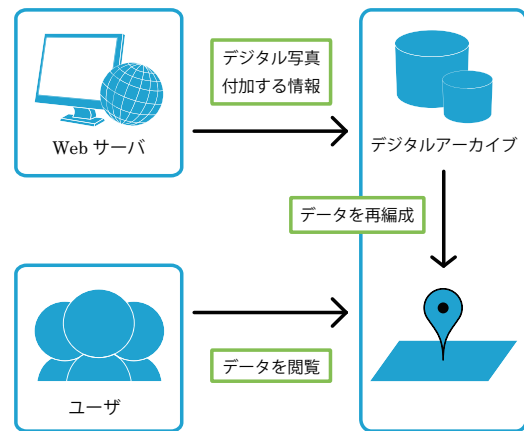 デジタル写真
付加する情報
Web サーバ
デジタルアーカイブ
データを再編成
データを閲覧
ユーザ